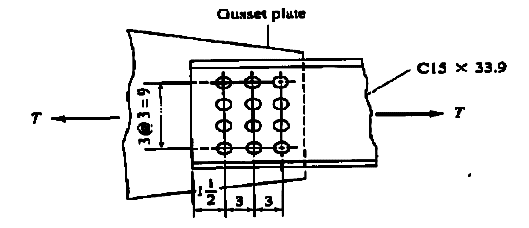 Gusset plate
C15 × 33.9
T
T
3@3=9
1 1/2
3
3